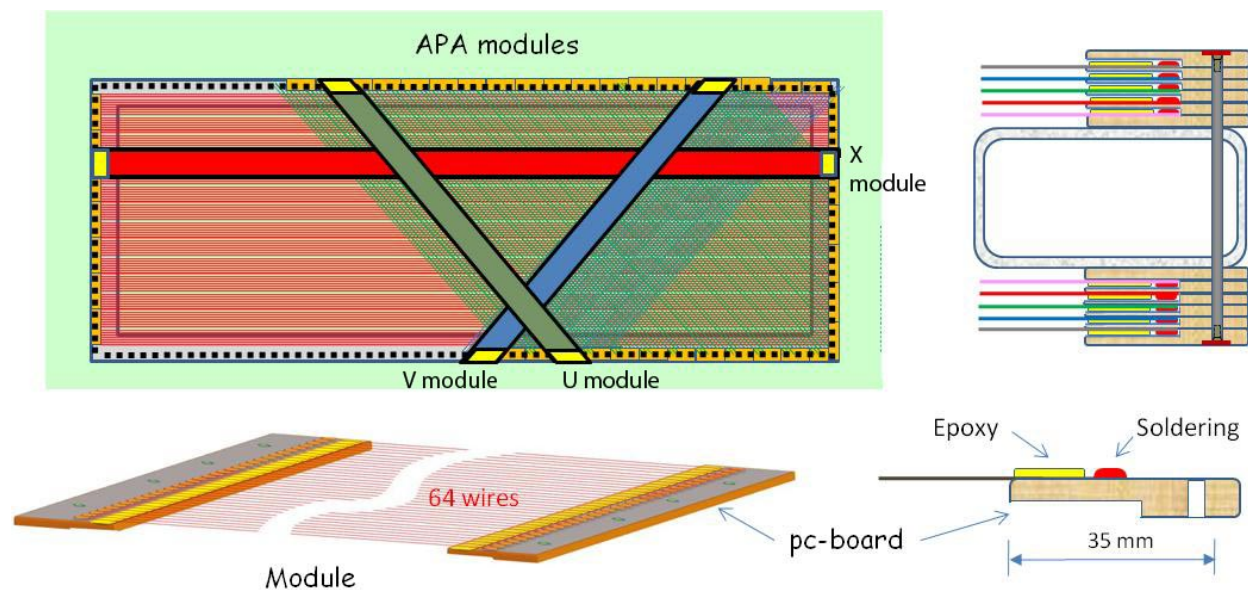 APA modules
X
module
V module
U module
Epoxy
Soldering
64 wires
pc-board
35 mm
Module